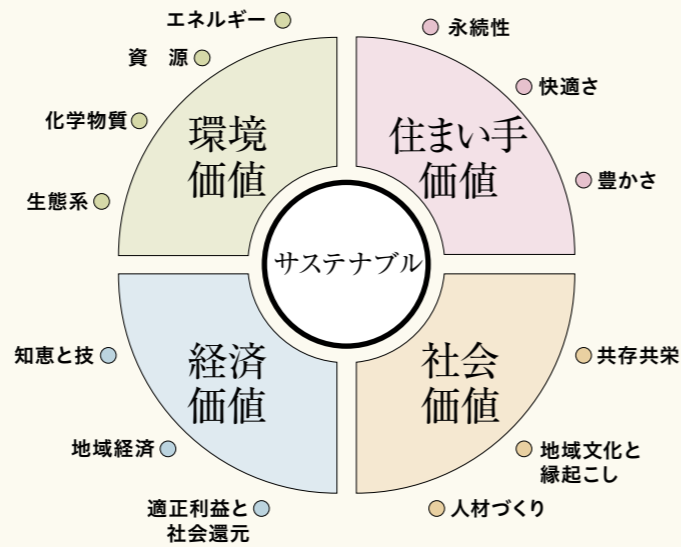 エネルギー
資　源
化学物質
生態系
環境
価値
永続性
快適さ
豊かさ
住まい手
価値
サステナブル
知恵と技
地域経済
適正利益と
社会還元
経済
価値
共存共栄
地域文化と
縁起こし
人材づくり
社会
価値